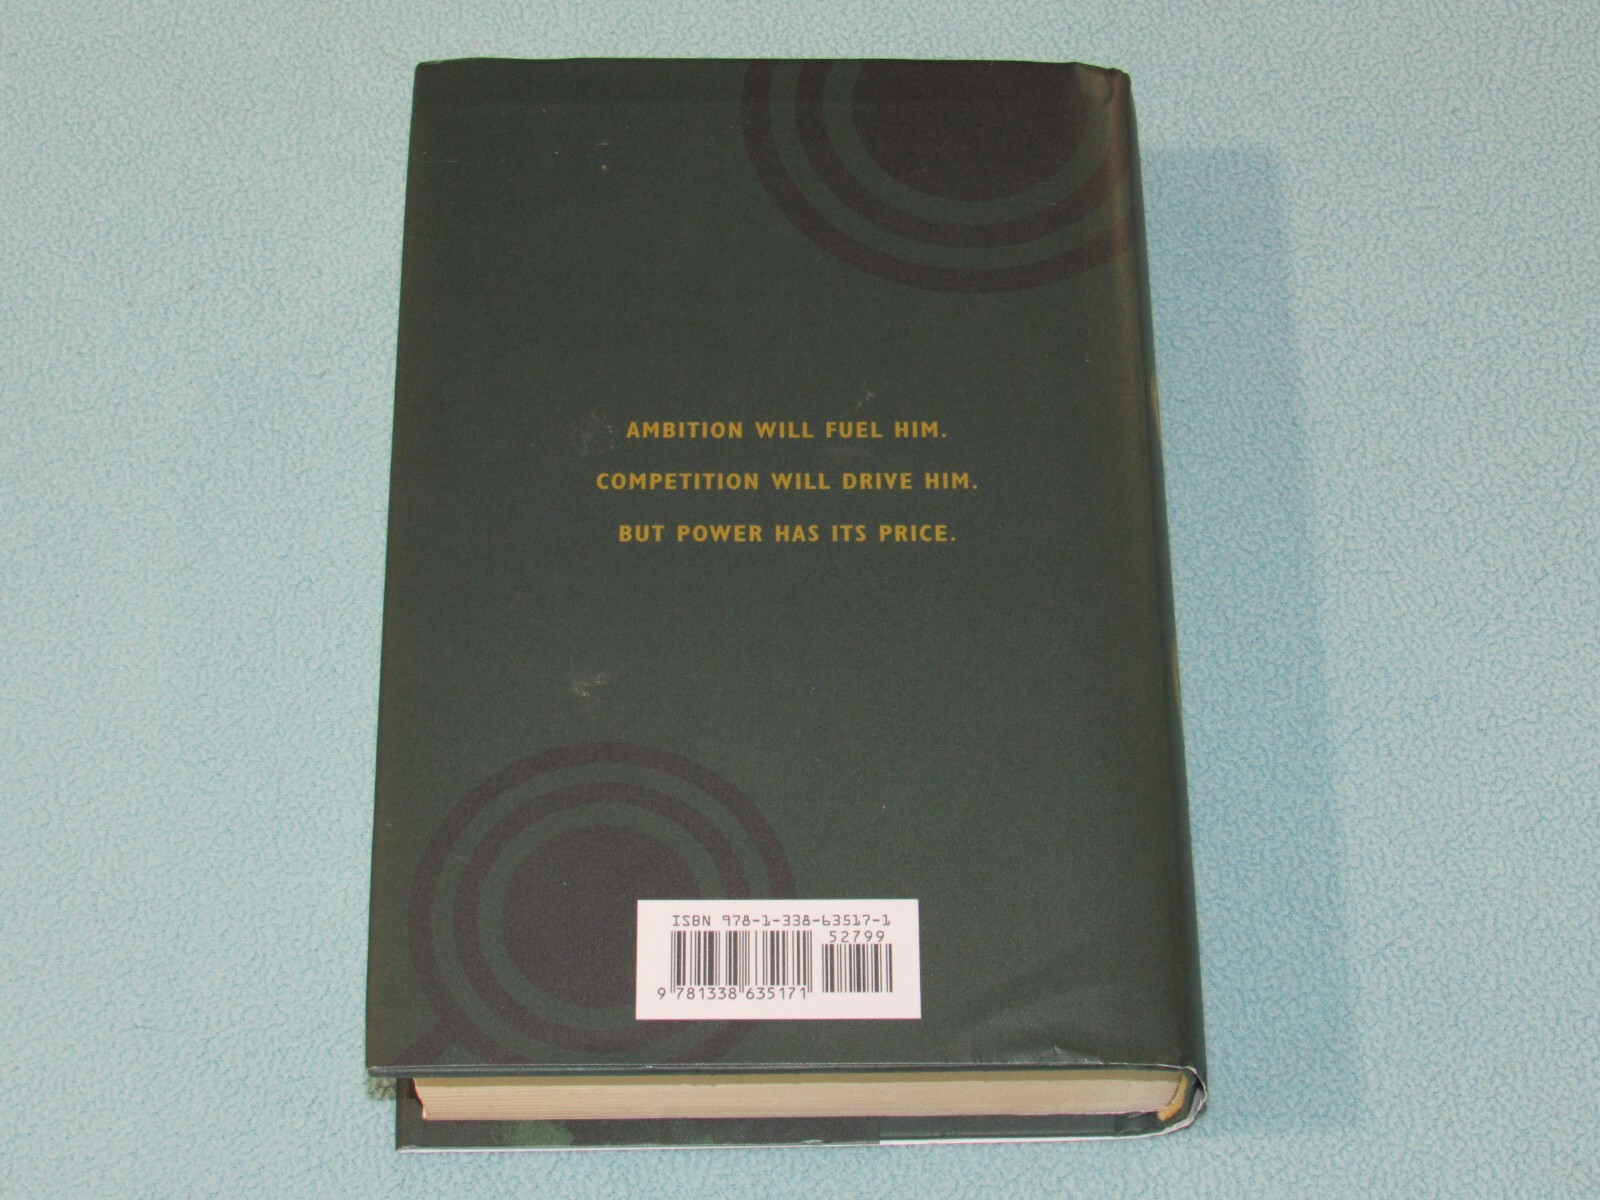 AMBITION WILL FUEL HIM.
COMPETITION WILL DRIVE HIM.
BUT POWER HAS ITS PRICE.
ISBN 978-1-338-63517-1
52799
9 781338 635171